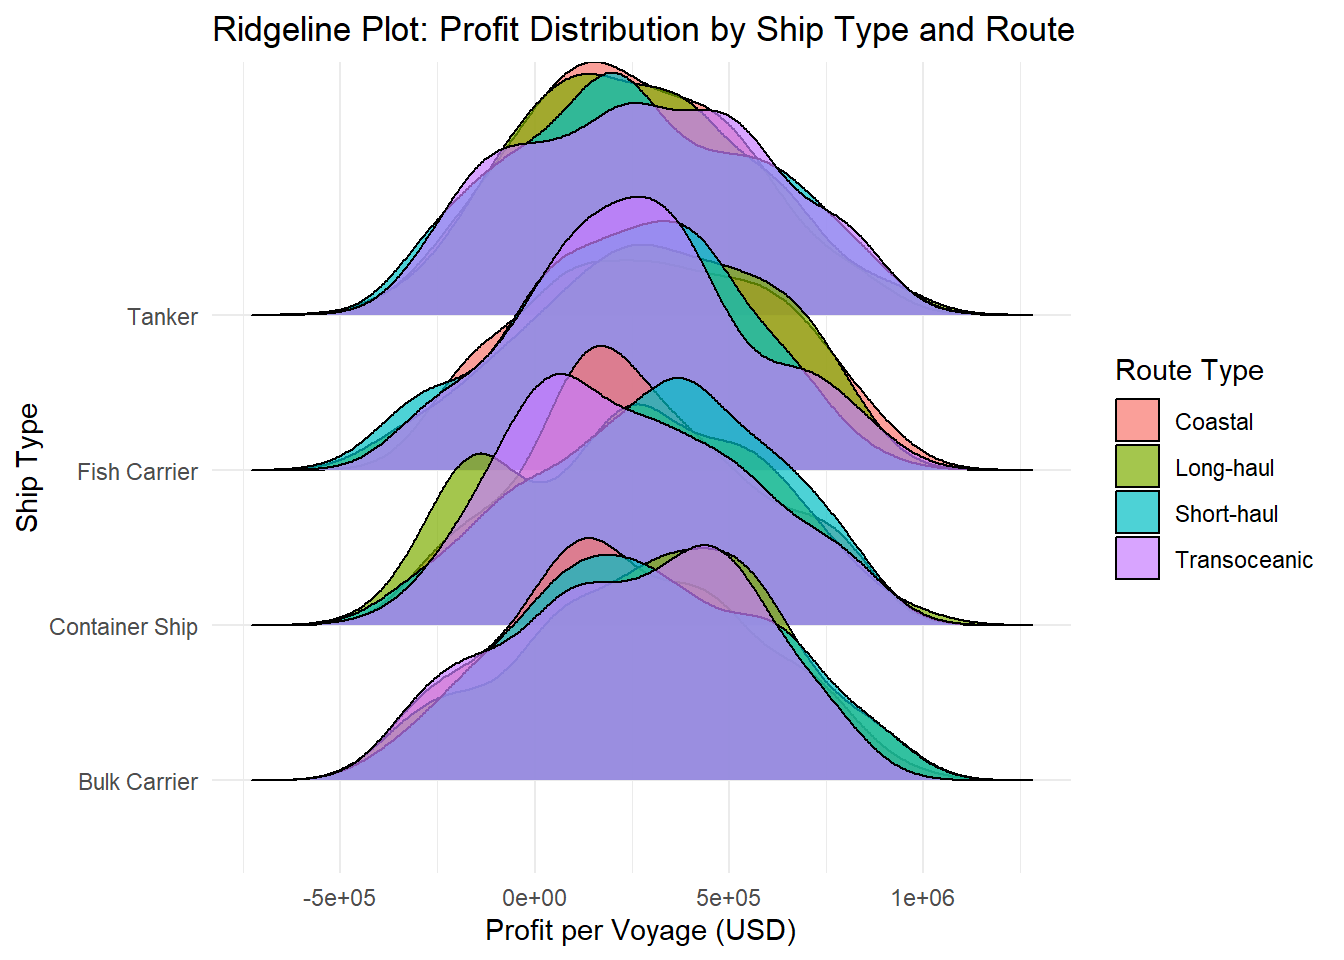 Ridgeline Plot: Profit Distribution by Ship Type and Route
Ship Type
Tanker
Fish Carrier
Container Ship
Bulk Carrier
-5e+05
0e+00
5e+05
1e+06
Profit per Voyage (USD)
Route Type
Coastal
Long-haul
Short-haul
Transoceanic